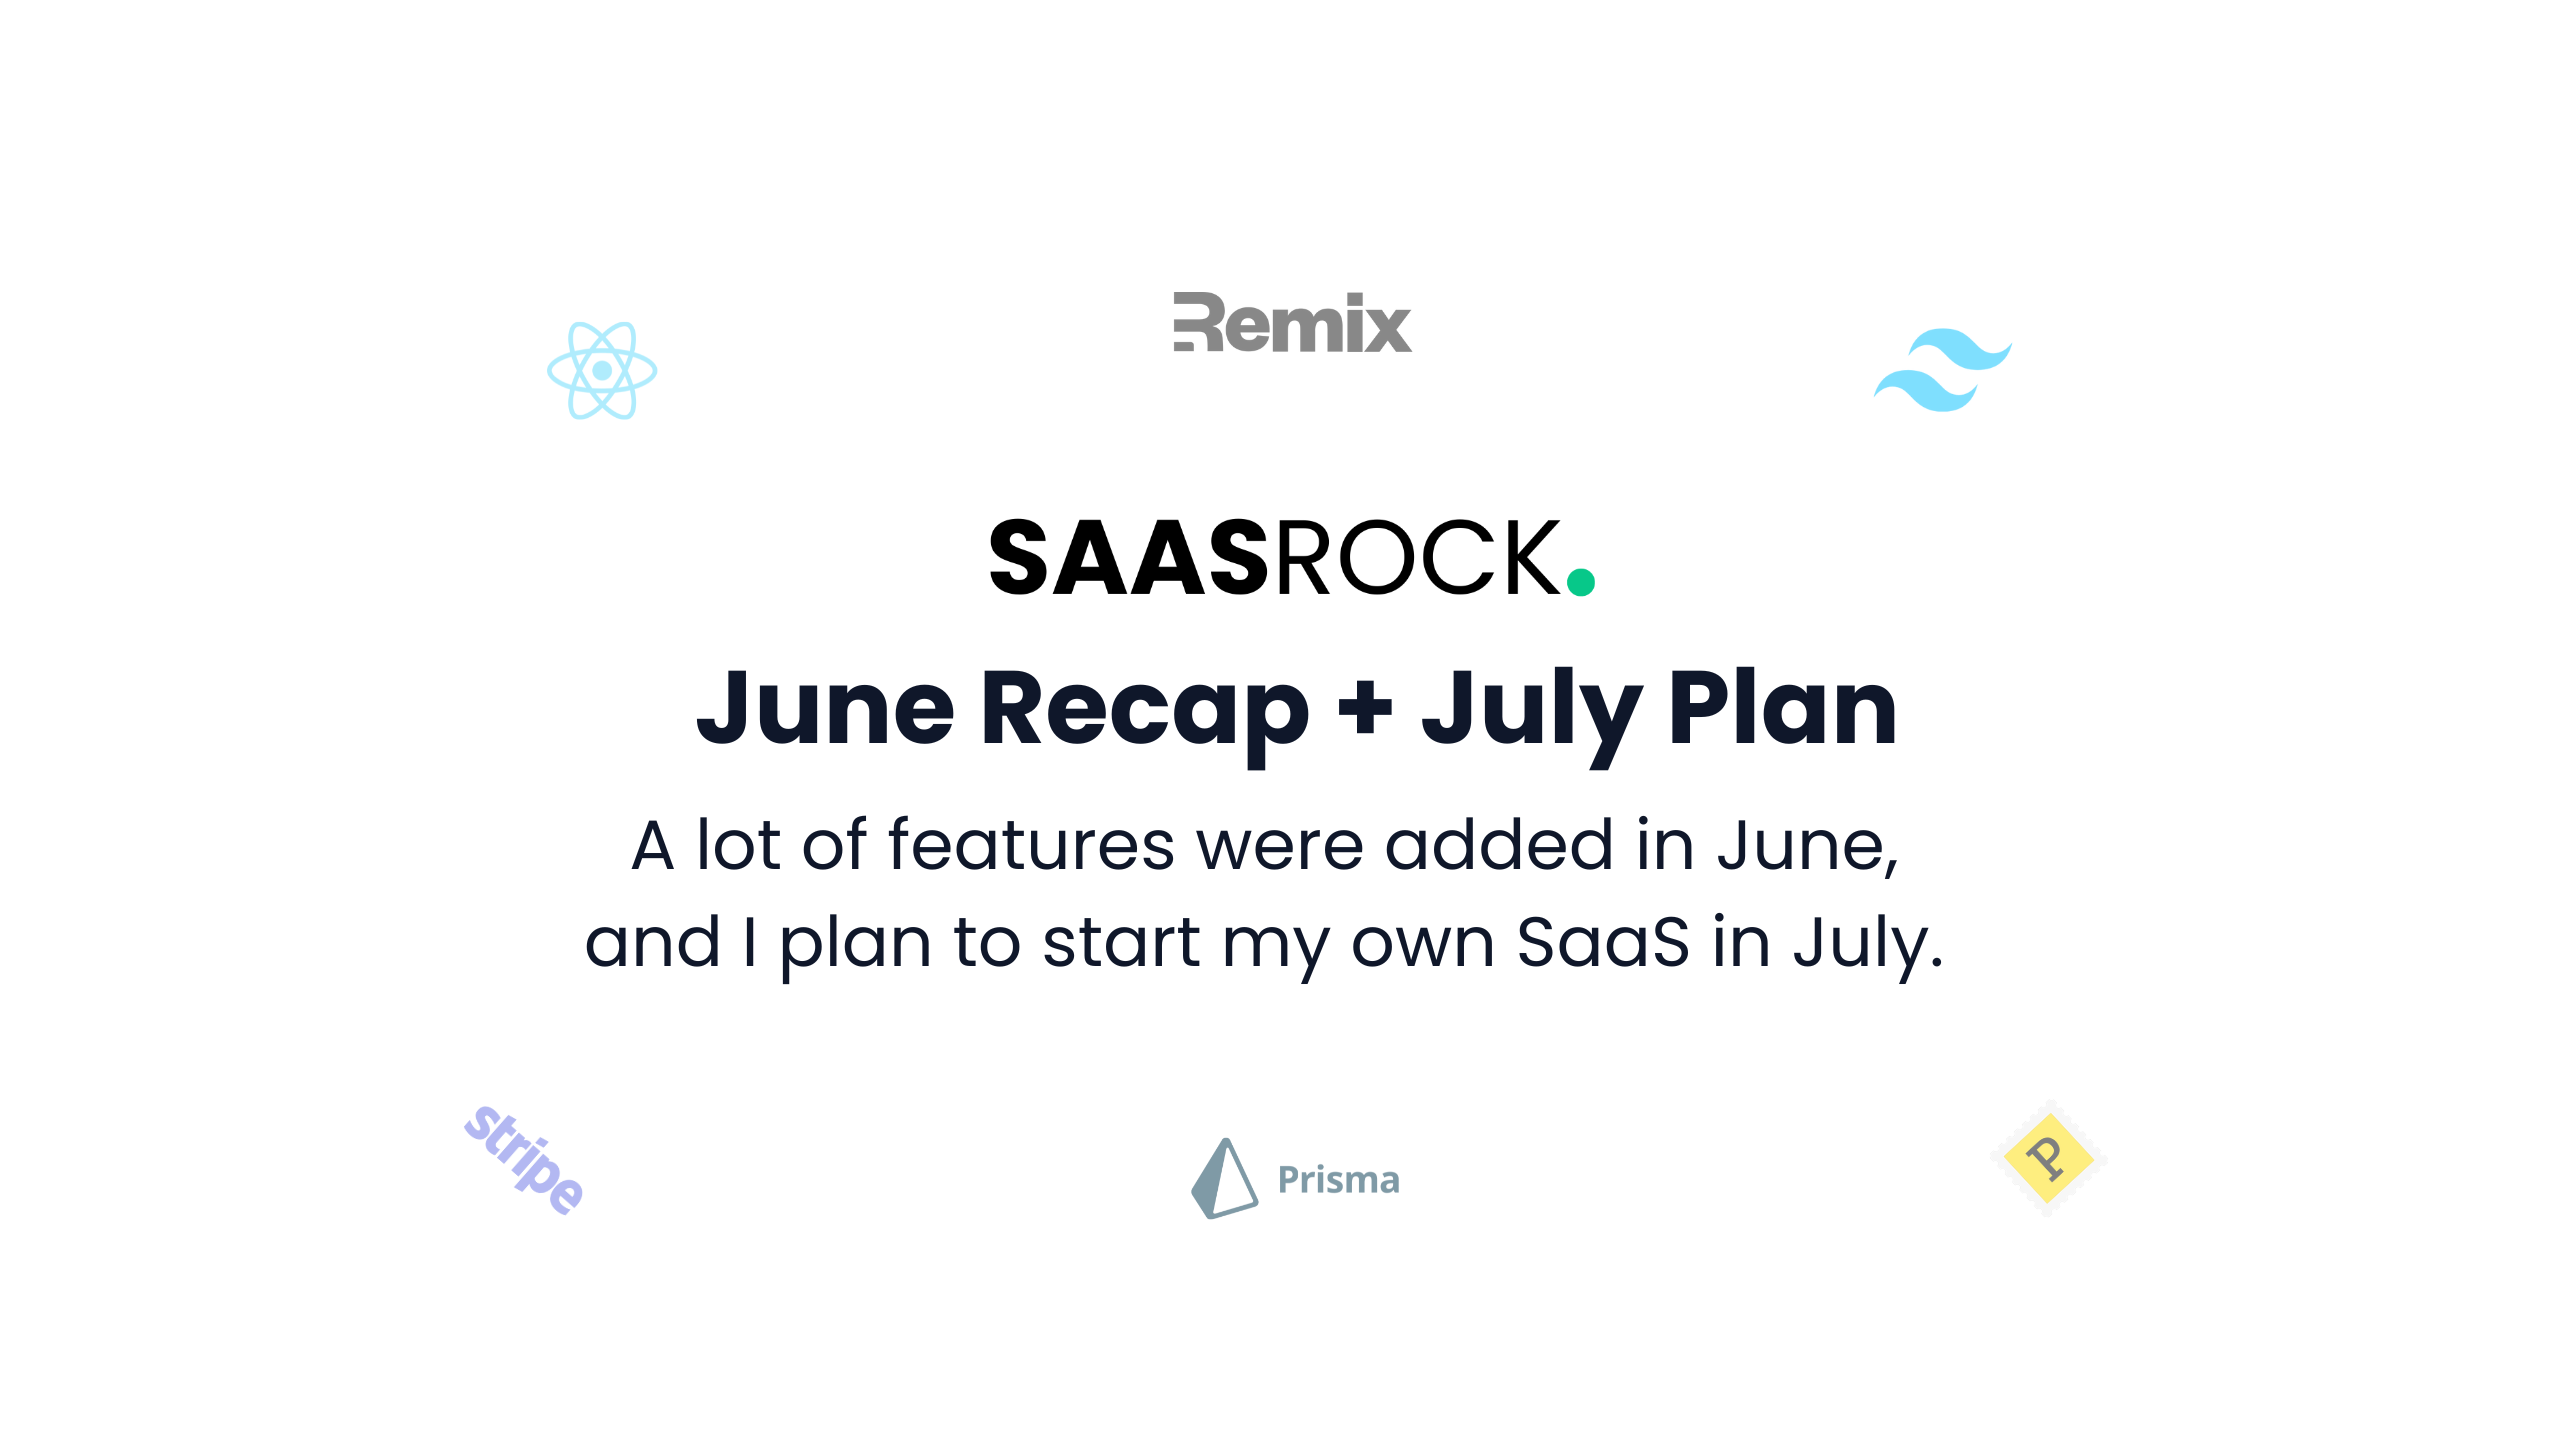 Remix
SAASROCK.
June Recap + July Plan
A lot of features were added in June,
and I plan to start my own SaaS in July.
stripe
Prisma
P